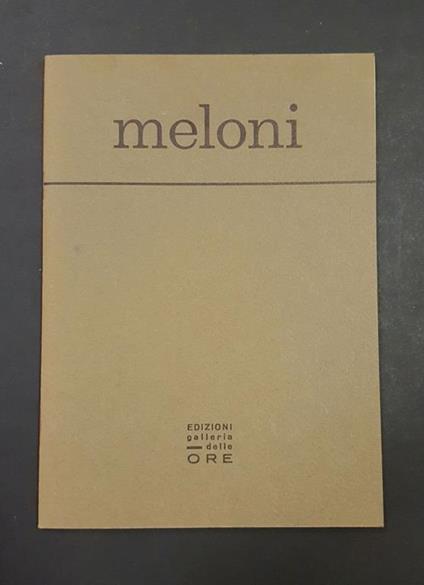 meloni
EDIZIONI
galleria
delle
ORE